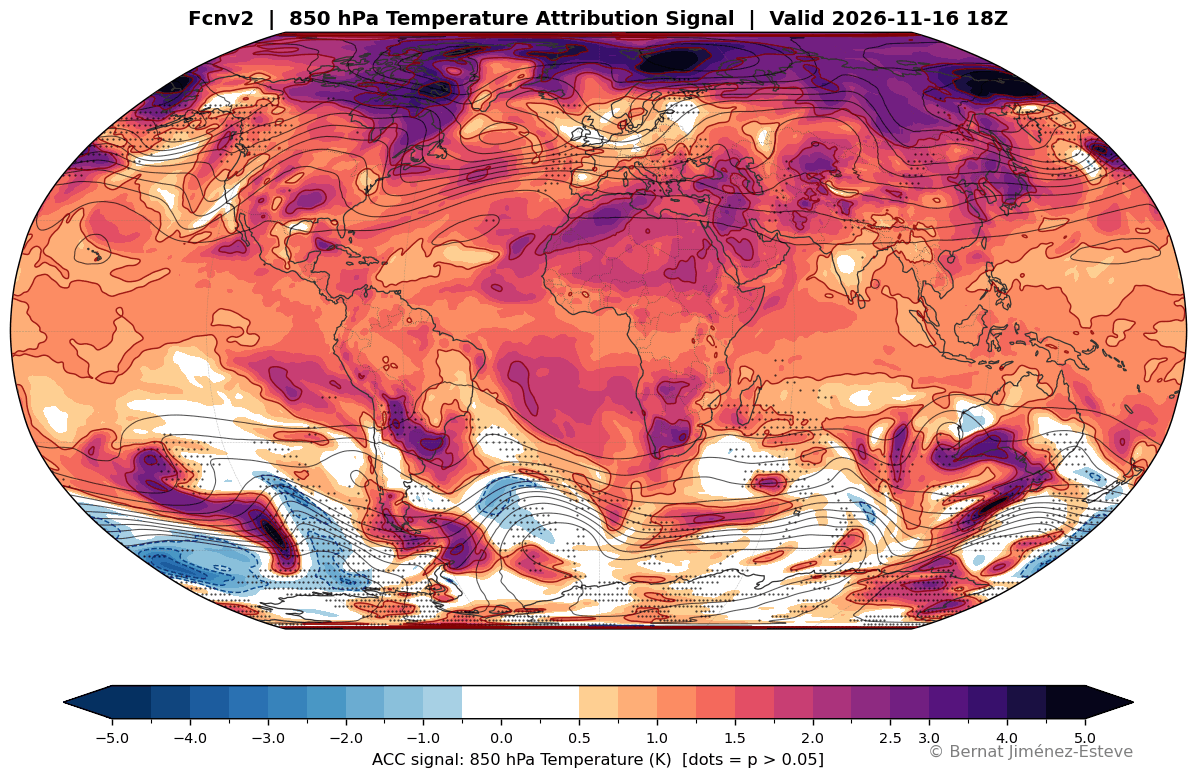 Fcnv2  |  850 hPa Temperature Attribution Signal  |  Valid 2026-11-16 18Z
−5.0 −4.0 −3.0 −2.0 −1.0 0.0 0.5 1.0 1.5 2.0 2.5 3.0 4.0 5.0
ACC signal: 850 hPa Temperature (K)  [dots = p > 0.05]
© Bernat Jiménez-Esteve